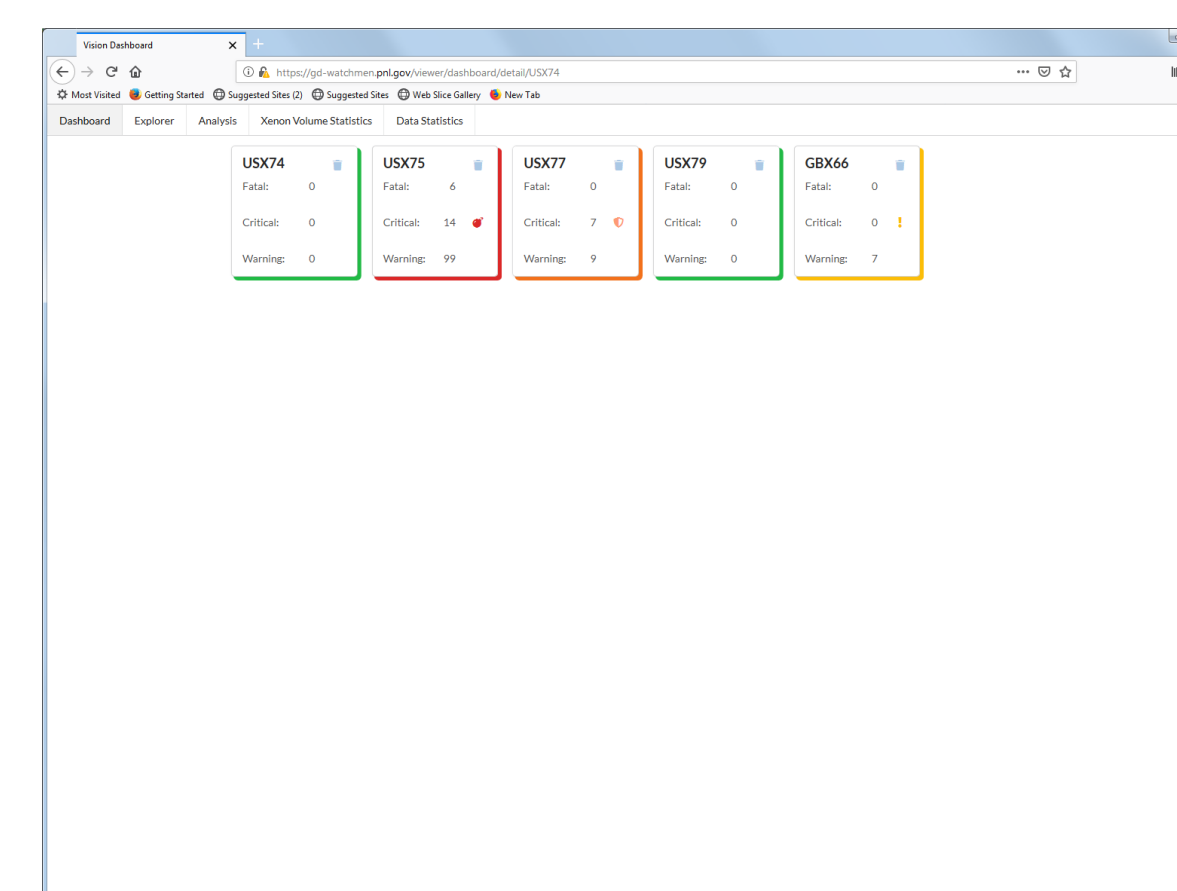 Vision Dashboard
https://gd-watchmen.pnl.gov/viewer/dashboard/detail/USX74
Most Visited Getting Started Suggested Sites (2) Suggested Sites Web Slice Gallery New Tab
Dashboard Explorer Analysis Xenon Volume Statistics Data Statistics
USX74 USX75 USX77 USX79 GBX66
Fatal: 0 Fatal: 6 Fatal: 0 Fatal: 0 Fatal: 0
Critical: 0 Critical: 14 Critical: 7 Critical: 0 Critical: 0
Warning: 0 Warning: 99 Warning: 9 Warning: 0 Warning: 7